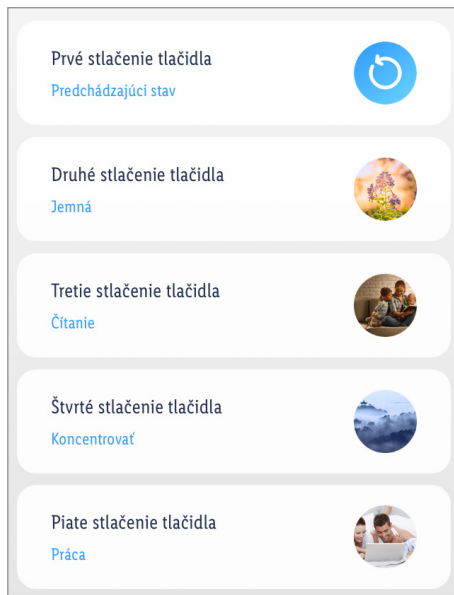 Prvé stlačenie tlačidla
Predchádzajúci stav
Druhé stlačenie tlačidla
Jemná
Tretie stlačenie tlačidla
Čítanie
Štvrté stlačenie tlačidla
Koncentrovať
Piate stlačenie tlačidla
Práca